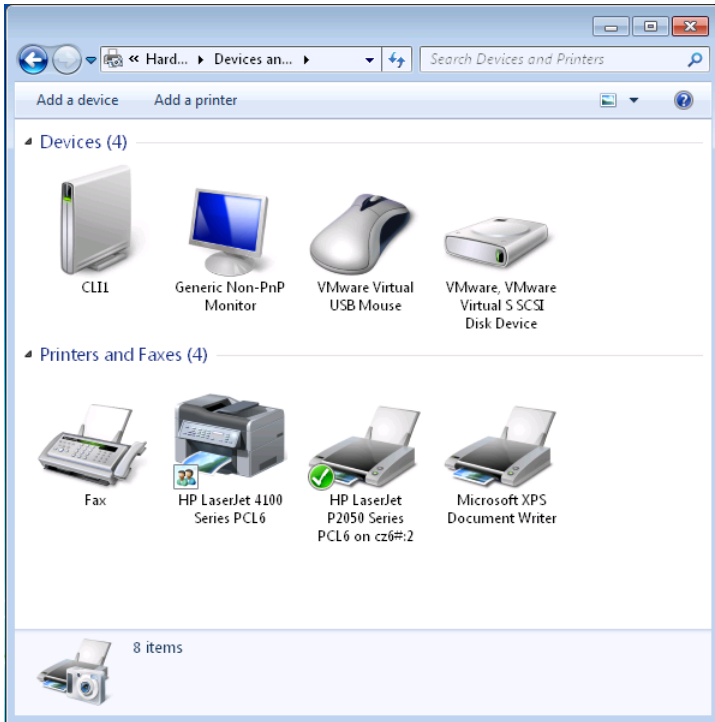 « Hard... ▸ Devices an... ▸
Search Devices and Printers
Add a device Add a printer
Devices (4)
CLI1
Generic Non-PnP
Monitor
VMware Virtual
USB Mouse
VMware, VMware
Virtual S SCSI
Disk Device
Printers and Faxes (4)
Fax
HP LaserJet 4100
Series PCL6
HP LaserJet
P2050 Series
PCL6 on cz6#:2
Microsoft XPS
Document Writer
8 items